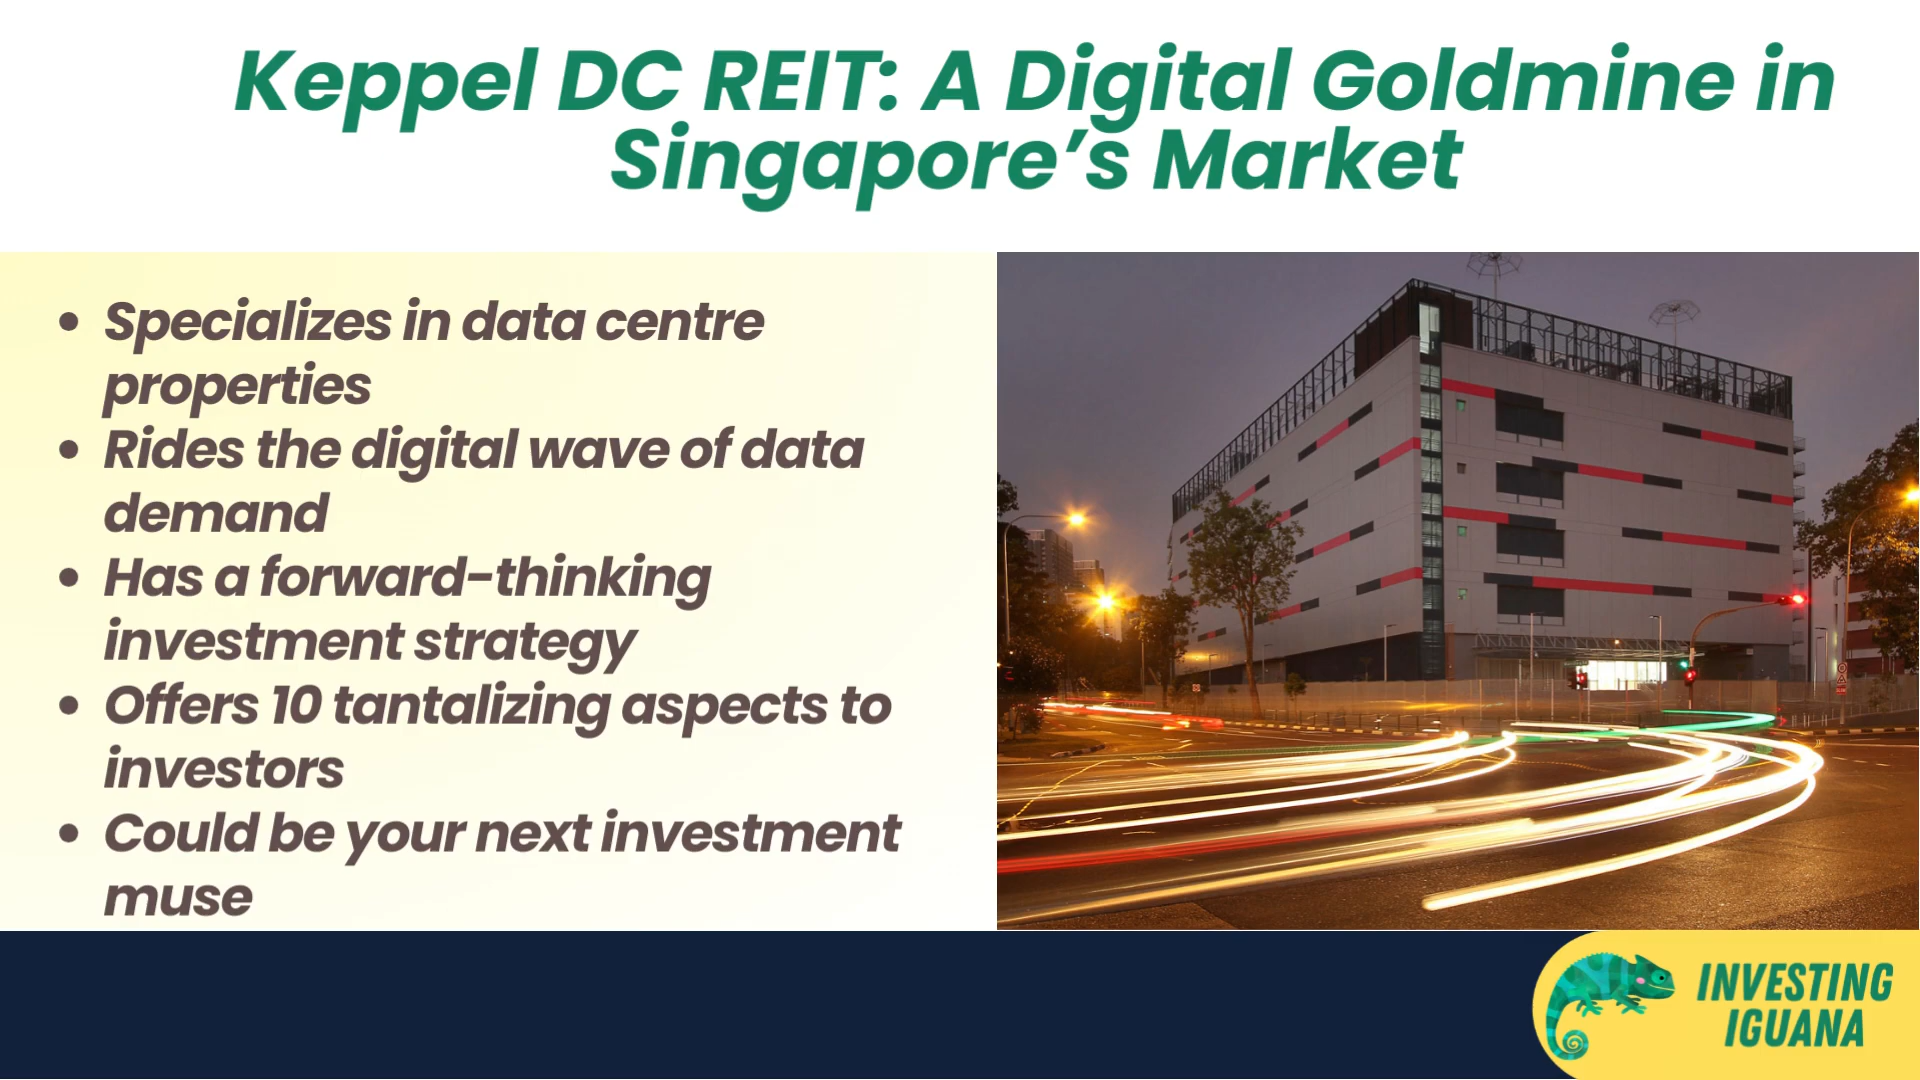 Keppel DC REIT: A Digital Goldmine in
Singapore’s Market
• Specializes in data centre
properties
• Rides the digital wave of data
demand
• Has a forward-thinking
investment strategy
• Offers 10 tantalizing aspects to
investors
• Could be your next investment
muse
INVESTING
IGUANA